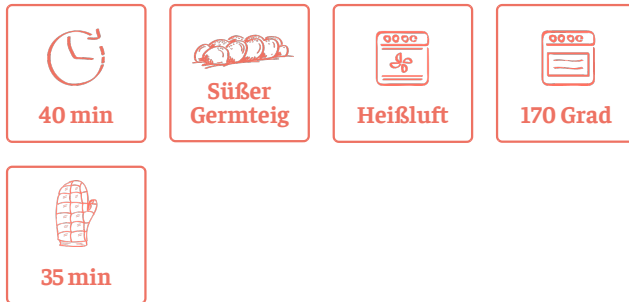 40 min
Süßer
Germteig
Heißluft
170 Grad
35 min